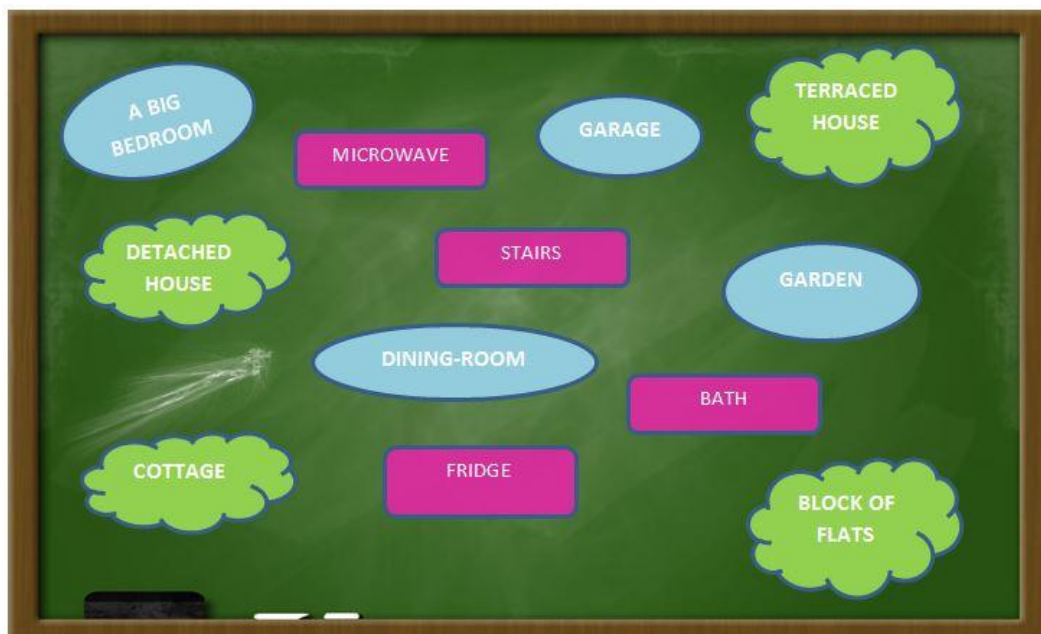 A BIG
BEDROOM
MICROWAVE
GARAGE
TERRACED
HOUSE
DETACHED
HOUSE
STAIRS
GARDEN
DINING-ROOM
BATH
COTTAGE
FRIDGE
BLOCK OF
FLATS